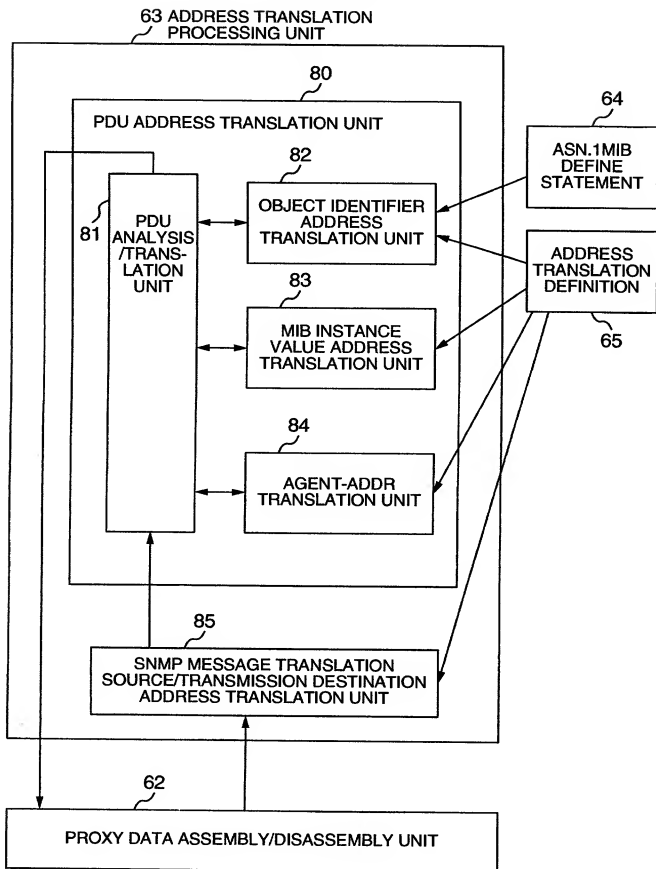 63 ADDRESS TRANSLATION
PROCESSING UNIT
80
PDU ADDRESS TRANSLATION UNIT
64
ASN.1MIB
DEFINE
STATEMENT
82
OBJECT IDENTIFIER
ADDRESS
TRANSLATION UNIT
81
PDU
ANALYSIS
/TRANS-
LATION
UNIT
ADDRESS
TRANSLATION
DEFINITION
65
83
MIB INSTANCE
VALUE ADDRESS
TRANSLATION UNIT
84
AGENT-ADDR
TRANSLATION UNIT
85
SNMP MESSAGE TRANSLATION
SOURCE/TRANSMISSION DESTINATION
ADDRESS TRANSLATION UNIT
62
PROXY DATA ASSEMBLY/DISASSEMBLY UNIT